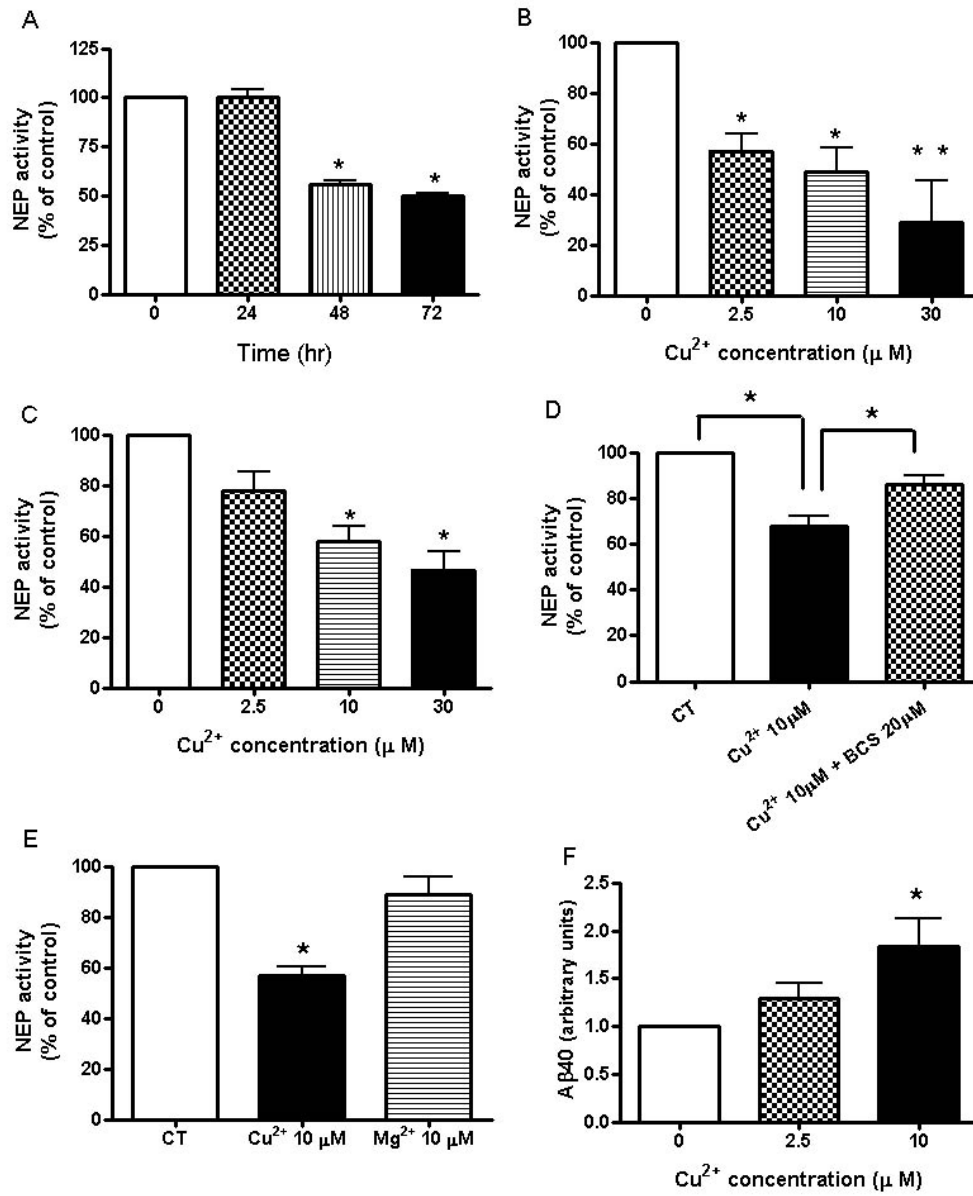 A
NEP activity
(% of control)
125
100
75
50
25
0
*
*
0 24 48 72
Time (hr)
B
NEP activity
(% of control)
100
80
60
40
20
0
*
*
* *
0 2.5 10 30
Cu²⁺ concentration (μ M)
C
NEP activity
(% of control)
100
80
60
40
20
0
*
*
0 2.5 10 30
Cu²⁺ concentration (μ M)
D
NEP activity
(% of control)
100
80
60
40
20
0
*
*
CT
Cu²⁺ 10μM
Cu²⁺ 10μM + BCS 20μM
E
NEP activity
(% of control)
100
80
60
40
20
0
*
CT Cu²⁺ 10 μM Mg²⁺ 10 μM
F
Aβ40 (arbitrary units)
2.5
2.0
1.5
1.0
0.5
0.0
*
0 2.5 10
Cu²⁺ concentration (μ M)